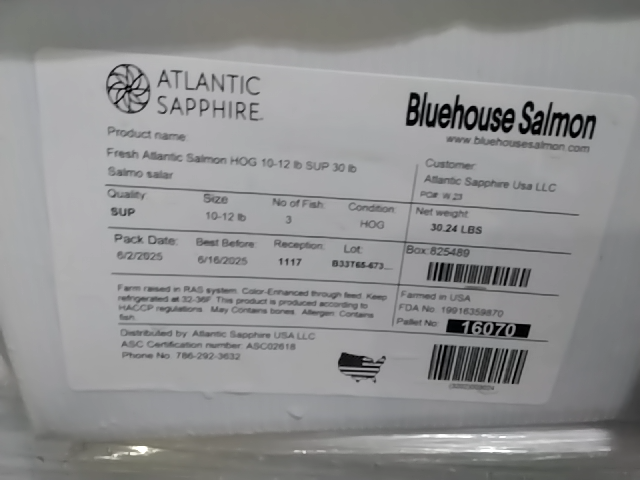 ATLANTIC
SAPPHIRE.
Bluehouse Salmon
www.bluehousesalmon.com
Product name
Fresh Atlantic Salmon HOG 10-12 lb SUP 30 lb
Salmo salar
Customer:
Atlantic Sapphire Usa LLC
PO#: W.23
Quality: Size No of Fish: Condition:
SUP 10-12 lb 3 HOG
Net weight:
30.24 LBS
Pack Date: Best Before: Reception: Lot:
6/2/2025 6/16/2025 1117 B33T65-673...
Box:825489
Farm raised in RAS system. Color-Enhanced through feed. Keep
refrigerated at 32-36F. This product is produced according to
HACCP regulations. May Contains bones. Allergen: Contains
fish.
Farmed in USA
FDA No: 19916359870
Pallet No: 16070
Distributed by: Atlantic Sapphire USA LLC
ASC Certification number: ASC02618
Phone No. 786-292-3632